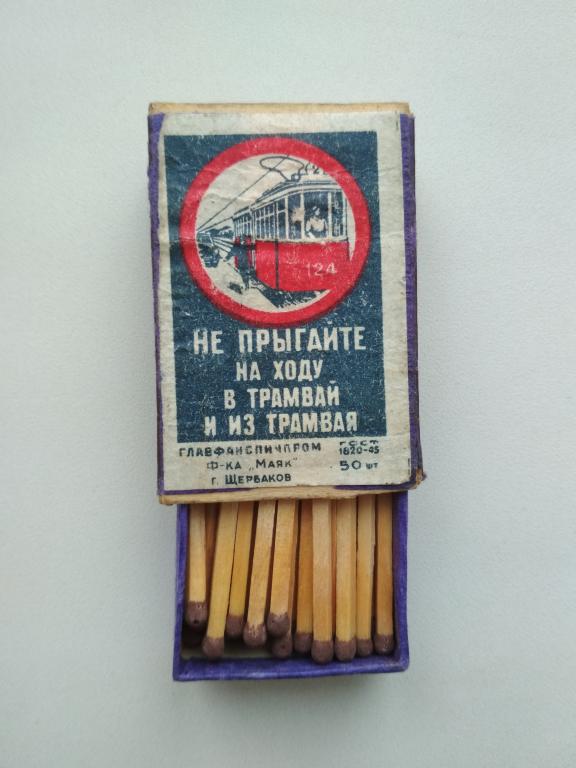 124
НЕ ПРЫГАЙТЕ
НА ХОДУ
В ТРАМВАЙ
И ИЗ ТРАМВАЯ
ГЛАВФАНСПИЧПРОМ
Ф-КА „МАЯК"
Г. ЩЕРБАКОВ
ГОСТ
1820-45
50 ШТ